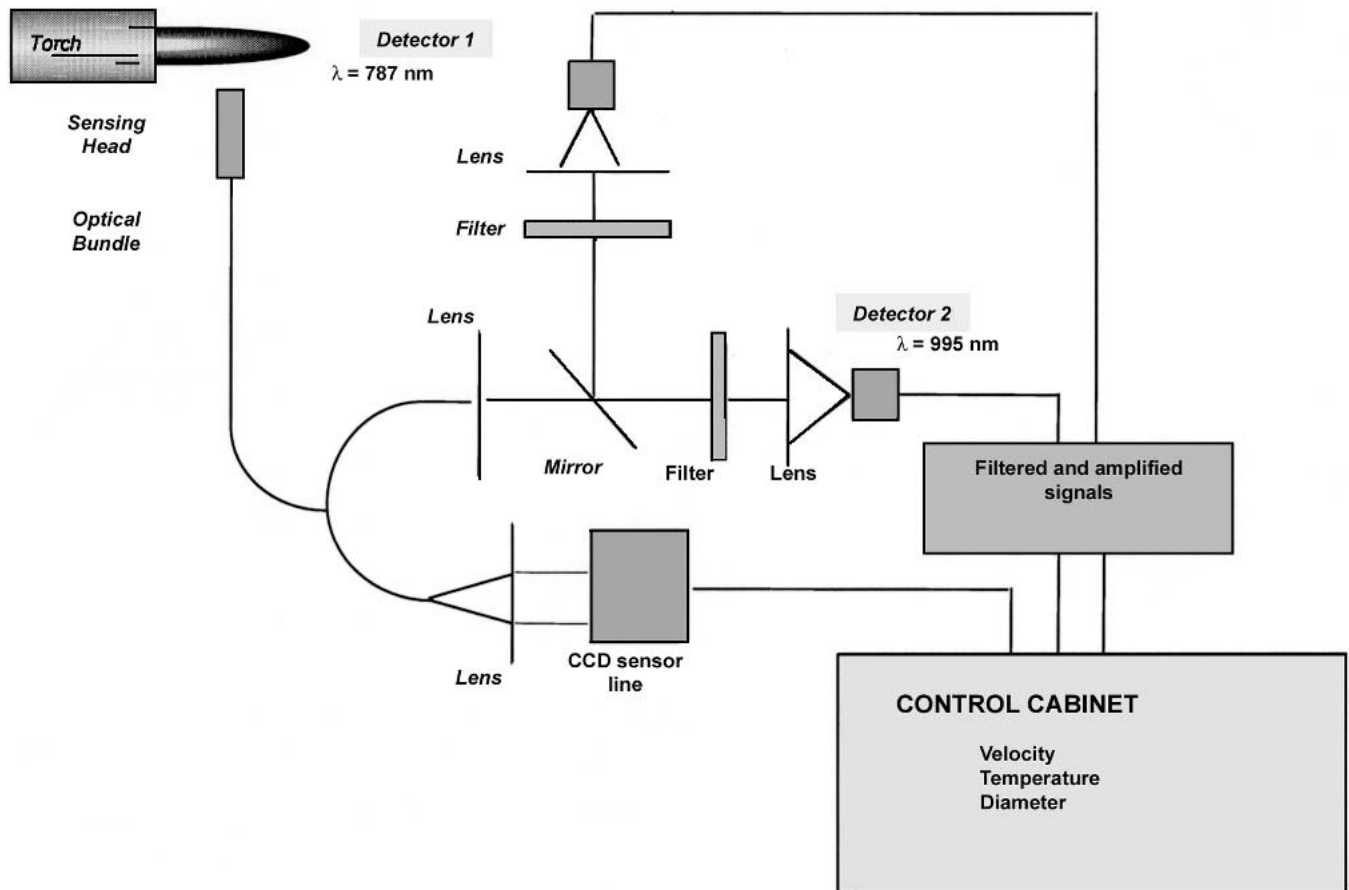 Torch
Detector 1
λ = 787 nm
Sensing
Head
Lens
Optical
Bundle
Filter
Lens
Detector 2
λ = 995 nm
Mirror
Filter
Lens
Filtered and amplified
signals
Lens
CCD sensor
line
CONTROL CABINET
Velocity
Temperature
Diameter